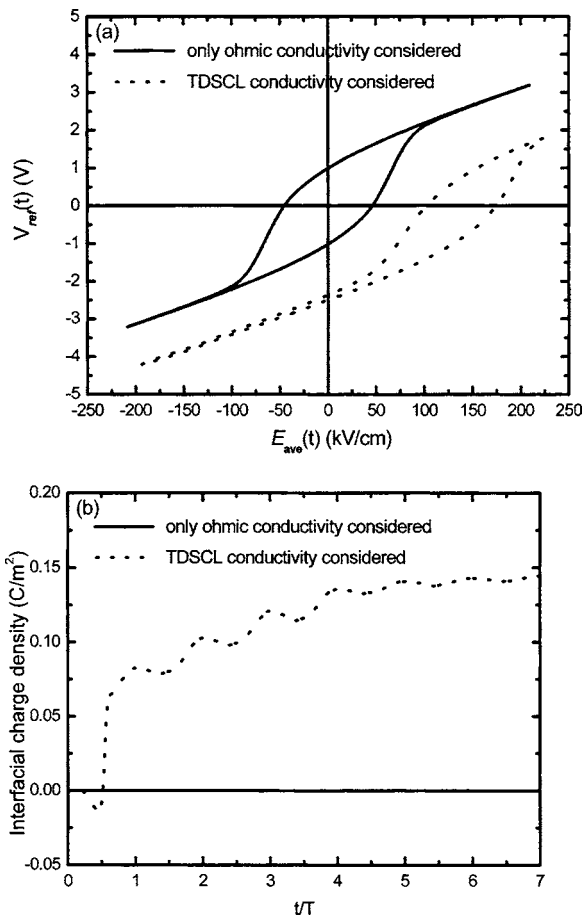 (a)
only ohmic conductivity considered
TDSCL conductivity considered
5
4
3
2
1
0
-1
-2
-3
-4
-5
V_ref(t) (V)
-250 -200 -150 -100 -50 0 50 100 150 200 250
E_ave(t) (kV/cm)
(b)
only ohmic conductivity considered
TDSCL conductivity considered
0.20
0.15
0.10
0.05
0.00
-0.05
Interfacial charge density (C/m²)
0 1 2 3 4 5 6 7
t/T